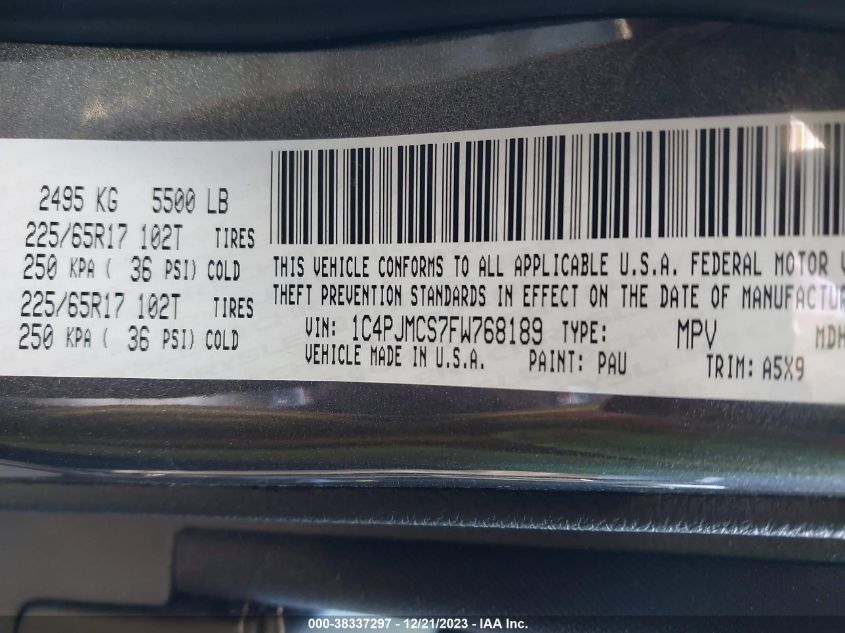 2495 KG 5500 LB
225/65R17 102T TIRES
250 KPA ( 36 PSI) COLD
225/65R17 102T TIRES
250 KPA ( 36 PSI) COLD
THIS VEHICLE CONFORMS TO ALL APPLICABLE U.S.A. FEDERAL MOTOR V
THEFT PREVENTION STANDARDS IN EFFECT ON THE DATE OF MANUFACTUR
VIN: 1C4PJMCS7FW768189 TYPE: MPV MDH
VEHICLE MADE IN U.S.A. PAINT: PAU TRIM: A5X9
000-38337297 - 12/21/2023 - IAA Inc.